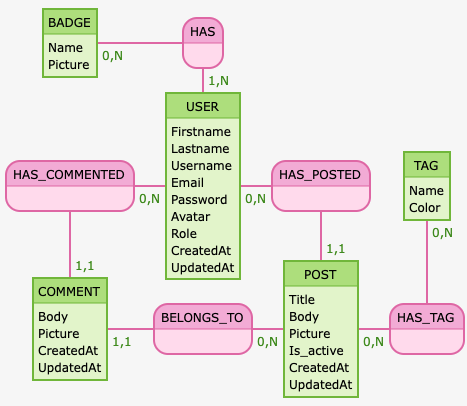 BADGE
Name
Picture
0,N
HAS
1,N
USER
Firstname
Lastname
Username
Email
Password
Avatar
Role
CreatedAt
UpdatedAt
HAS_COMMENTED
0,N
0,N
HAS_POSTED
TAG
Name
Color
0,N
1,1
1,1
COMMENT
Body
Picture
CreatedAt
UpdatedAt
1,1
BELONGS_TO
0,N
POST
Title
Body
Picture
Is_active
CreatedAt
UpdatedAt
0,N
HAS_TAG